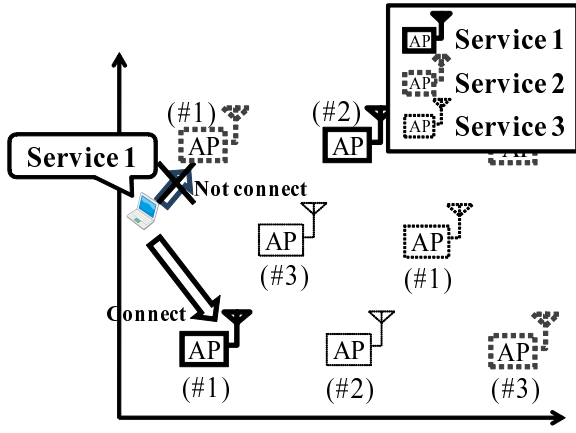 AP Service 1
AP Service 2
AP Service 3
(#1)
AP
(#2)
AP
Service 1
Not connect
AP
(#3)
AP
(#1)
Connect
AP
(#1)
AP
(#2)
AP
(#3)